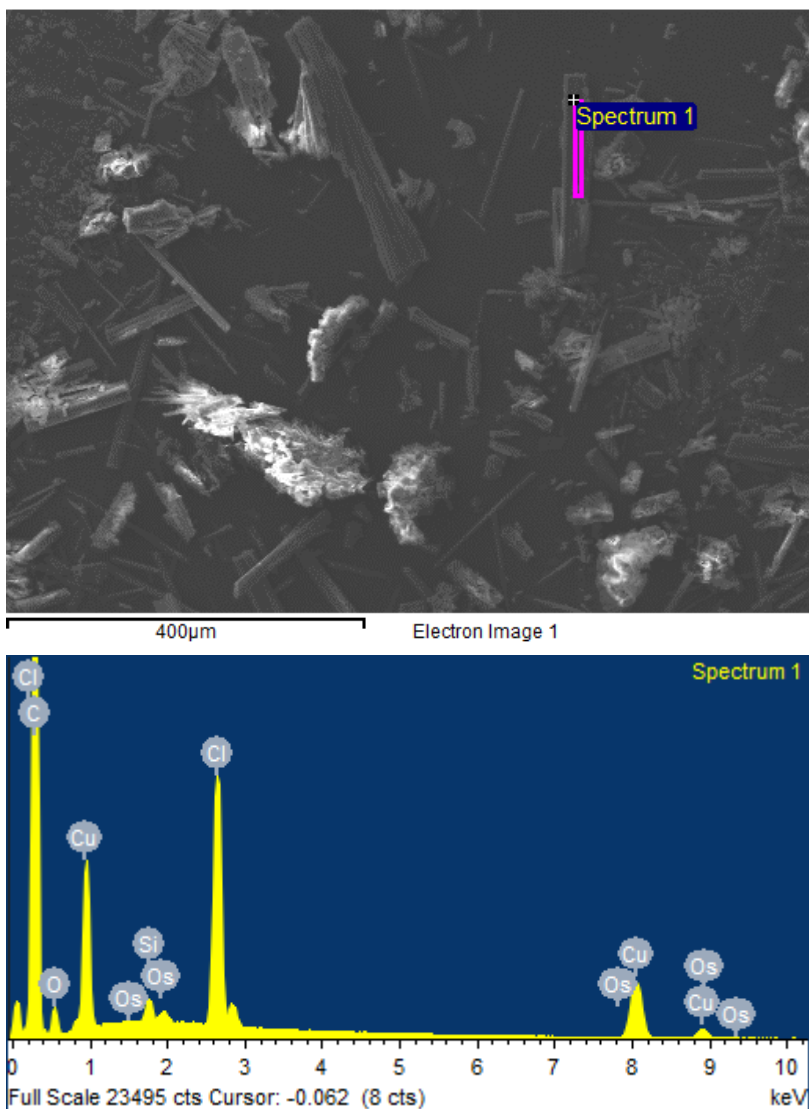 Spectrum 1
400µm Electron Image 1
Spectrum 1
Cl
C
Cl
Cu
Cu
Si
Os
Os
O
Os
Os
Cu
Os
0 1 2 3 4 5 6 7 8 9 10
Full Scale 23495 cts Cursor: -0.062 (8 cts) keV